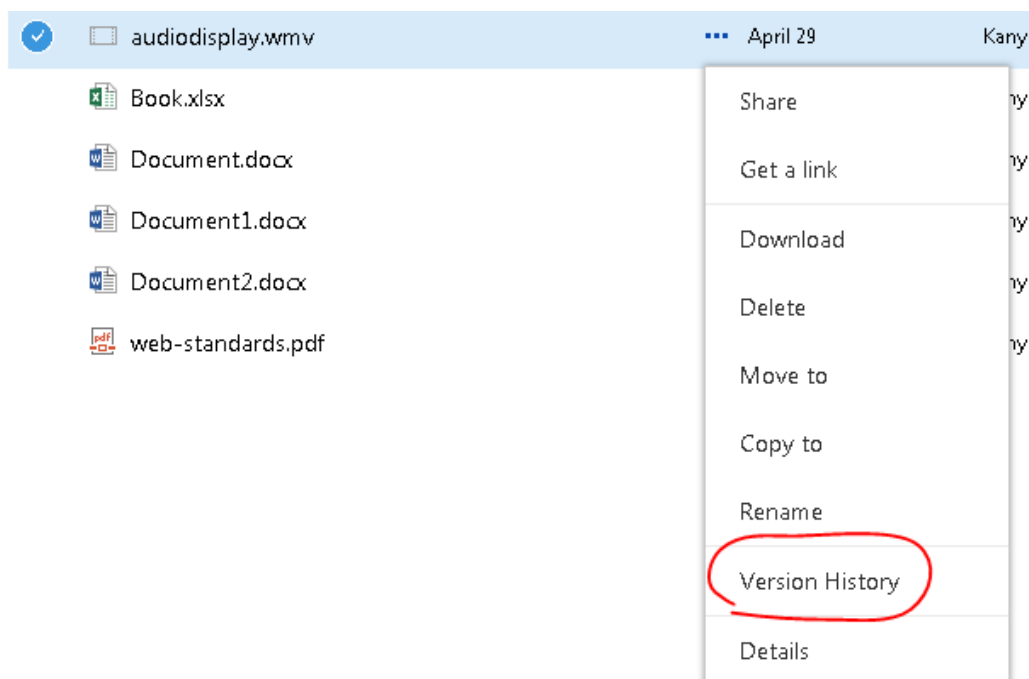 audiodisplay.wmv ••• April 29 Kany
Book.xlsx
Document.docx
Document1.docx
Document2.docx
pdf web-standards.pdf
Share
Get a link
Download
Delete
Move to
Copy to
Rename
Version History
Details